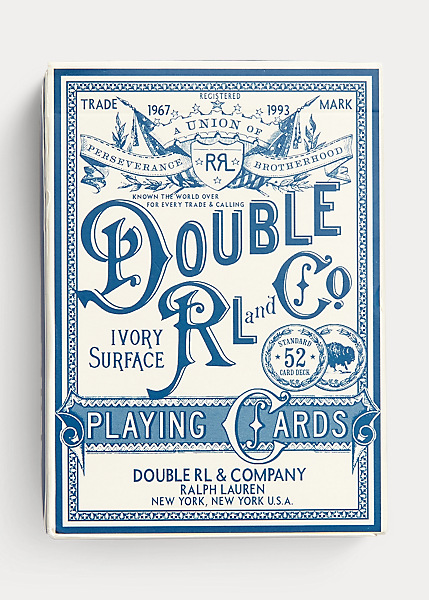 REGISTERED
TRADE 1967 1993 MARK
A UNION OF
PERSEVERANCE BROTHERHOOD
RRL
KNOWN THE WORLD OVER
FOR EVERY TRADE & CALLING
DOUBLE
RL and Co
IVORY
SURFACE
STANDARD
52
CARD DECK
PLAYING CARDS
DOUBLE RL & COMPANY
RALPH LAUREN
NEW YORK, NEW YORK U.S.A.